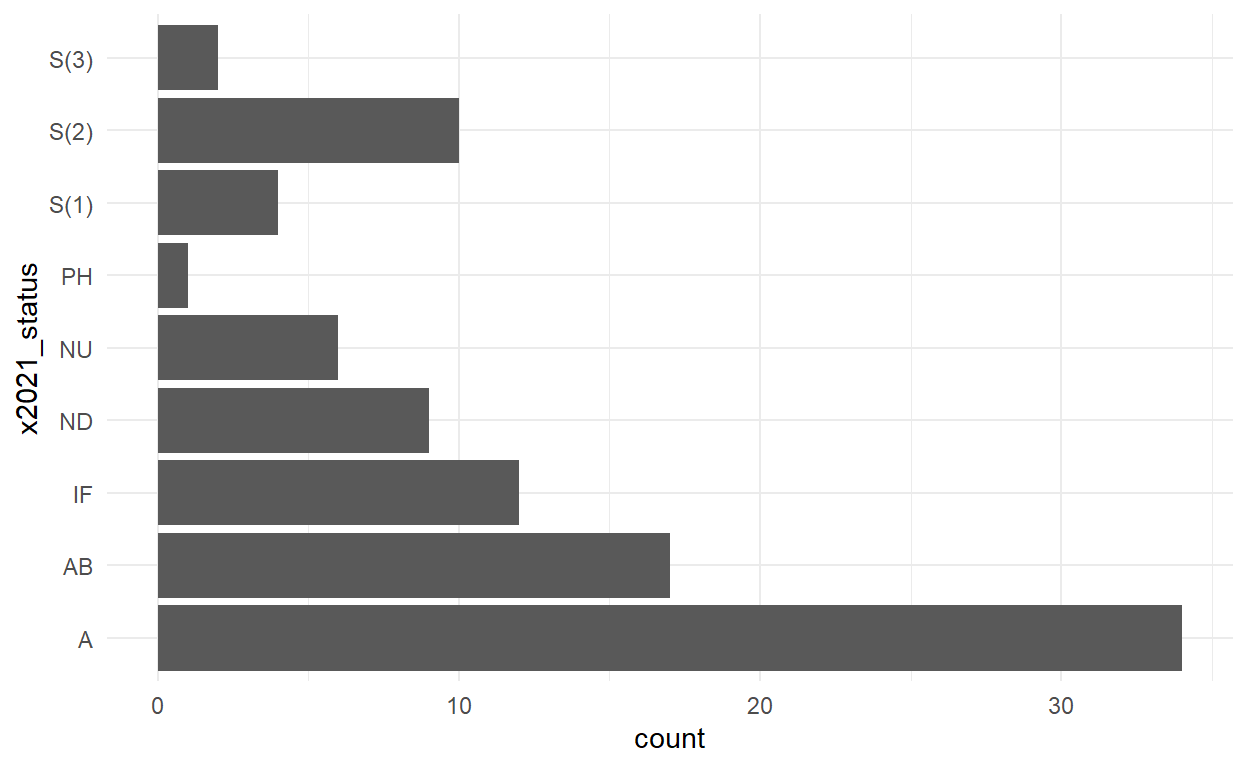 S(3)
S(2)
S(1)
PH
NU
ND
IF
AB
A
x2021_status
0 10 20 30
count